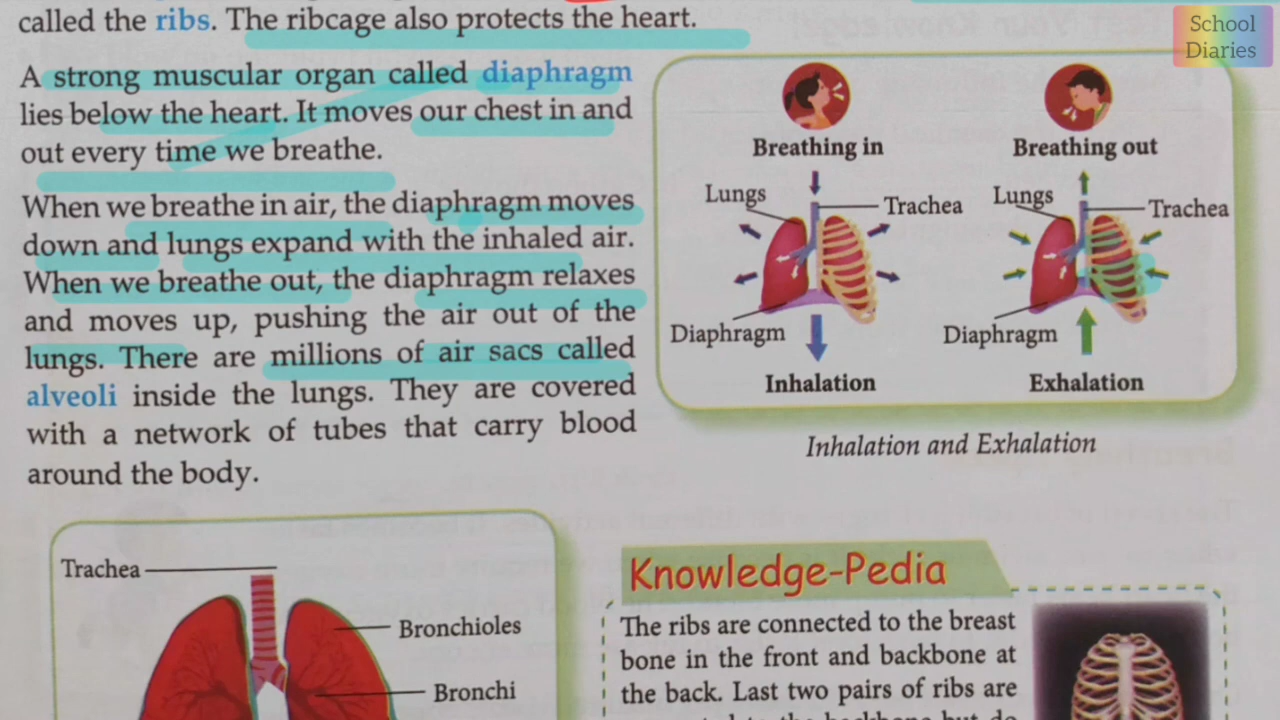 called the ribs. The ribcage also protects the heart.
School
Diaries
A strong muscular organ called diaphragm
lies below the heart. It moves our chest in and
out every time we breathe.
When we breathe in air, the diaphragm moves
down and lungs expand with the inhaled air.
When we breathe out, the diaphragm relaxes
and moves up, pushing the air out of the
lungs. There are millions of air sacs called
alveoli inside the lungs. They are covered
with a network of tubes that carry blood
around the body.
Breathing in
Lungs
Trachea
Diaphragm
Inhalation
Breathing out
Lungs
Trachea
Diaphragm
Exhalation
Inhalation and Exhalation
Trachea
Bronchioles
Bronchi
Knowledge-Pedia
The ribs are connected to the breast
bone in the front and backbone at
the back. Last two pairs of ribs are
to the backbone but do